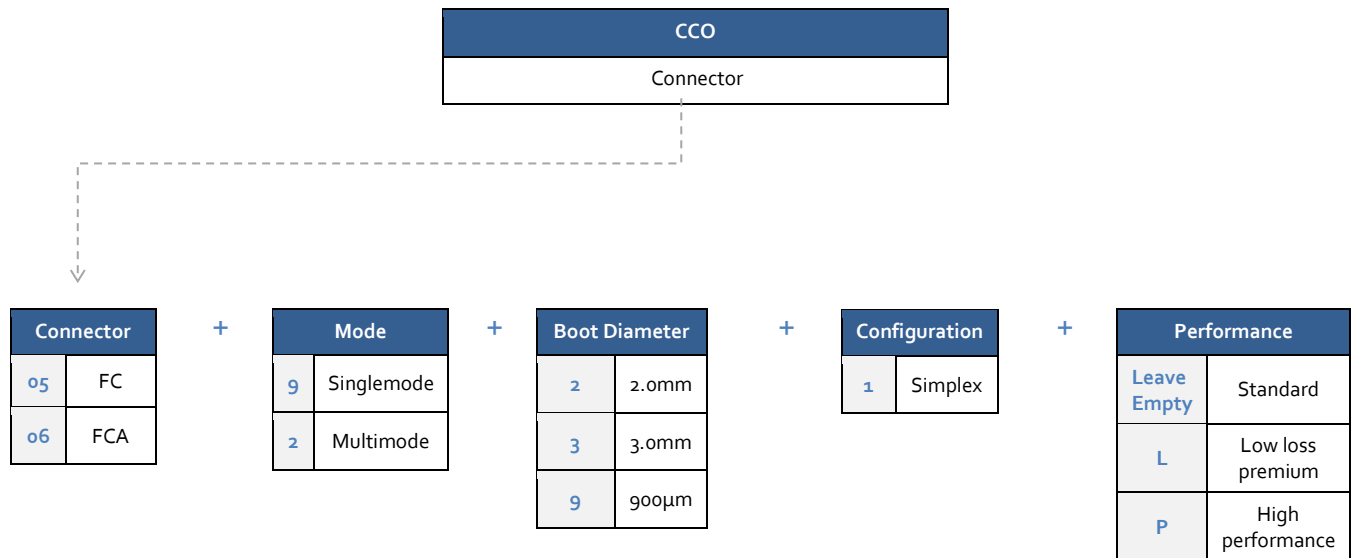 CCO
Connector
Connector + Mode + Boot Diameter + Configuration + Performance
05 FC
06 FCA
9 Singlemode
2 Multimode
2 2.0mm
3 3.0mm
9 900µm
1 Simplex
Leave
Empty
Standard
L
Low loss
premium
P
High
performance